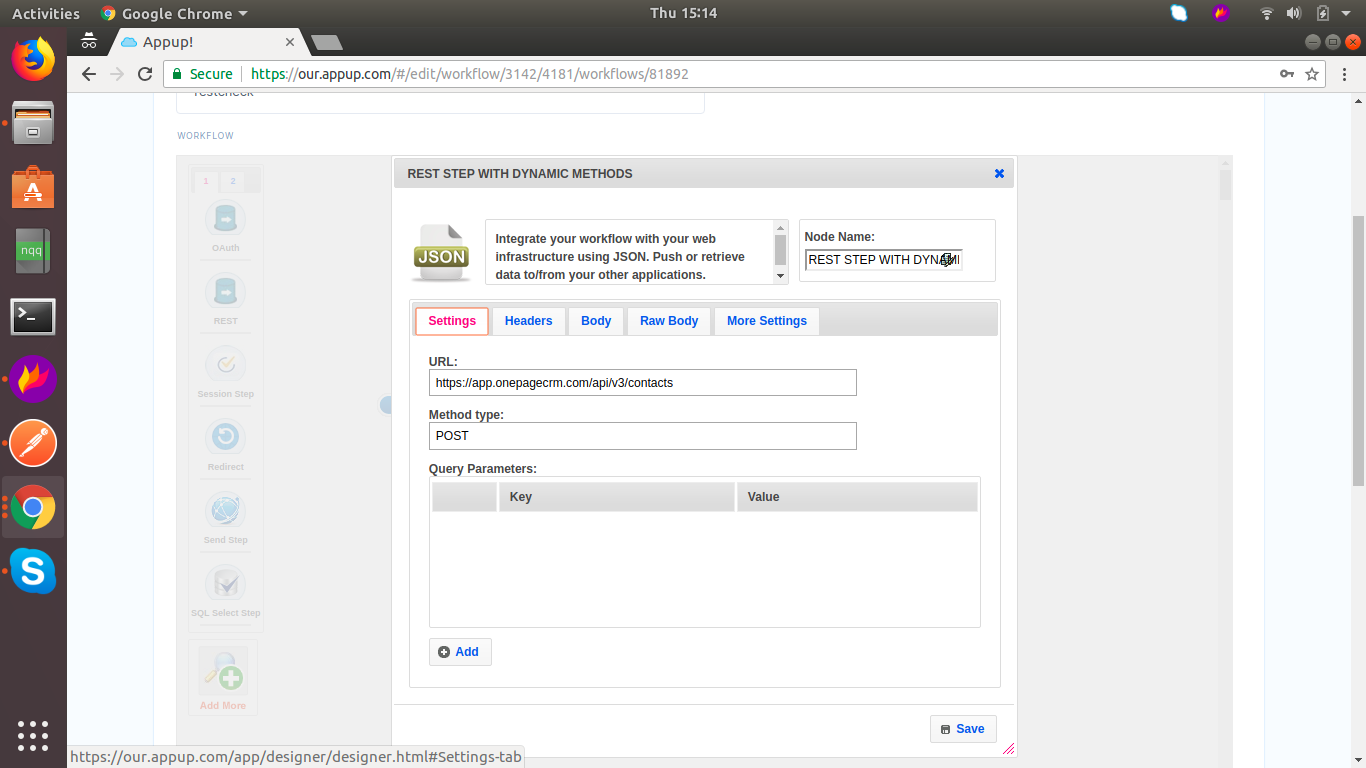 Activities
Google Chrome
Thu 15:14
Appup!
Secure
https://our.appup.com/#/edit/workflow/3142/4181/workflows/81892
WORKFLOW
1 2
OAuth
REST
Session Step
Redirect
Send Step
SQL Select Step
Add More
REST STEP WITH DYNAMIC METHODS
JSON
Integrate your workflow with your web
infrastructure using JSON. Push or retrieve
data to/from your other applications.
Node Name:
REST STEP WITH DYNAMI
Settings
Headers
Body
Raw Body
More Settings
URL:
https://app.onepagecrm.com/api/v3/contacts
Method type:
POST
Query Parameters:
Key
Value
Add
Save
nqq
S
https://our.appup.com/app/designer/designer.html#Settings-tab